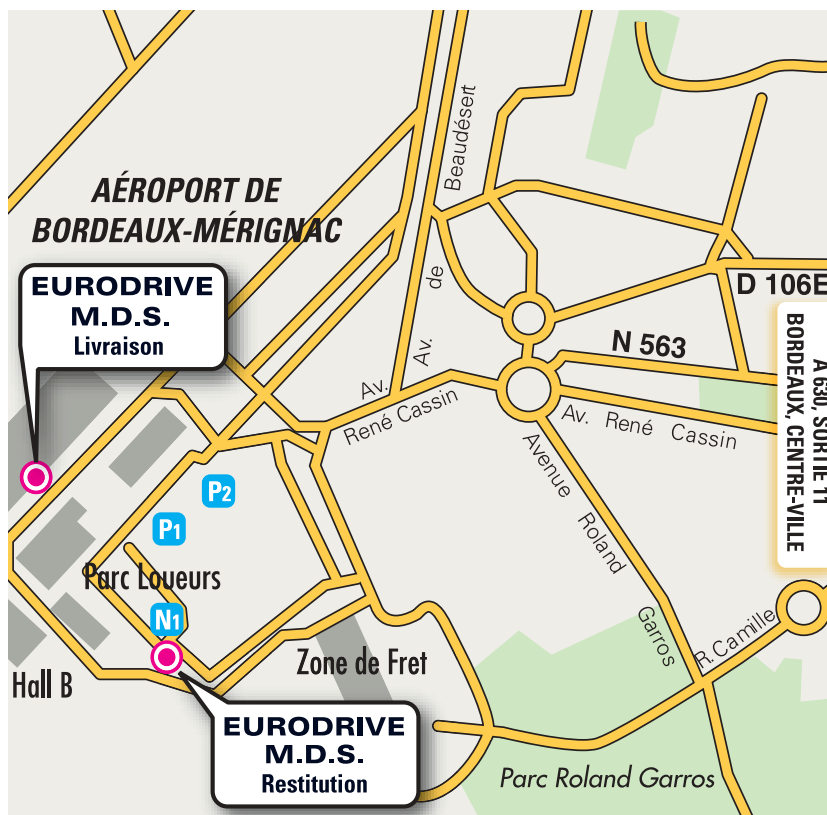 AÉROPORT DE
BORDEAUX-MÉRIGNAC
EURODRIVE
M.D.S.
Livraison
Av. de Beaudésert
D 106E
N 563
A 630, SORTIE 11
BORDEAUX, CENTRE-VILLE
Av. René Cassin
Av. René Cassin
Avenue Roland Garros
P2
P1
Parc Loueurs
N1
R. Camille
Hall B
Zone de Fret
EURODRIVE
M.D.S.
Restitution
Parc Roland Garros